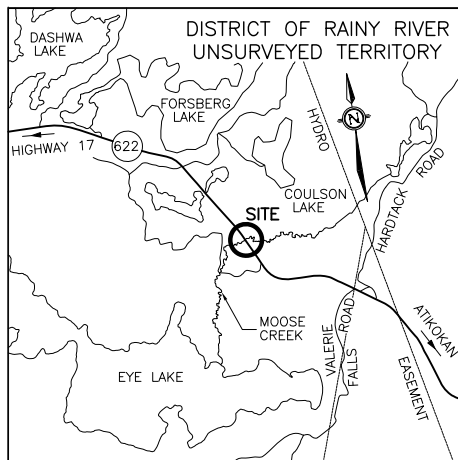 DISTRICT OF RAINY RIVER
UNSURVEYED TERRITORY
DASHWA
LAKE
FORSBERG
LAKE
HIGHWAY 17
622
HYDRO
N
HARDTACK ROAD
COULSON
LAKE
SITE
MOOSE
CREEK
EYE LAKE
VALERIE
FALLS ROAD
ATIKOKAN
EASEMENT